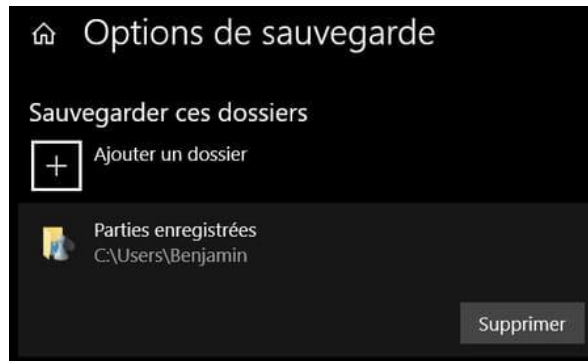 Options de sauvegarde
Sauvegarder ces dossiers
Ajouter un dossier
Parties enregistrées
C:\Users\Benjamin
Supprimer